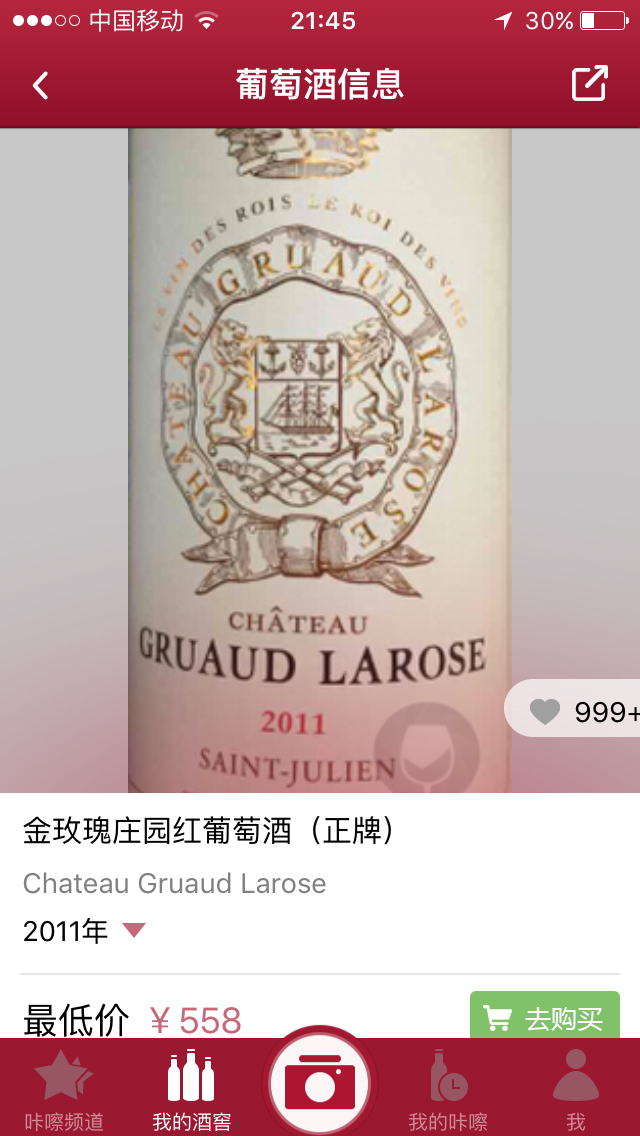 中国移动 21:45 30%
葡萄酒信息
CE VIN DES ROIS LE ROI DES VINS
CHATEAU GRUAUD LAROSE
CHÂTEAU
GRUAUD LAROSE
2011
SAINT-JULIEN
999+
金玫瑰庄园红葡萄酒（正牌）
Chateau Gruaud Larose
2011年
最低价 ¥ 558
去购买
咔嚓频道 我的酒窖 我的咔嚓 我